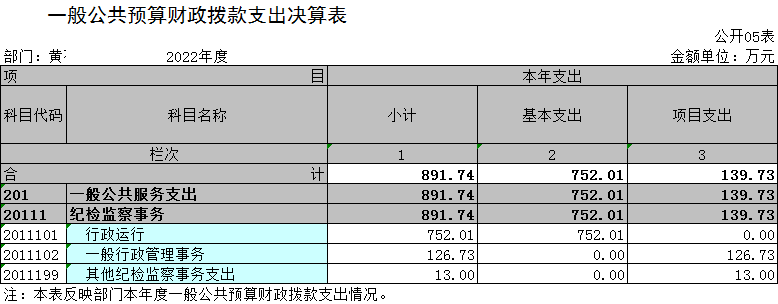 一般公共预算财政拨款支出决算表
公开05表
部门：黄 2022年度 金额单位：万元
项 目 本年支出
科目代码 科目名称 小计 基本支出 项目支出
栏次 1 2 3
合 计 891.74 752.01 139.73
201 一般公共服务支出 891.74 752.01 139.73
20111 纪检监察事务 891.74 752.01 139.73
2011101 行政运行 752.01 752.01 0.00
2011102 一般行政管理事务 126.73 0.00 126.73
2011199 其他纪检监察事务支出 13.00 0.00 13.00
注：本表反映部门本年度一般公共预算财政拨款支出情况。